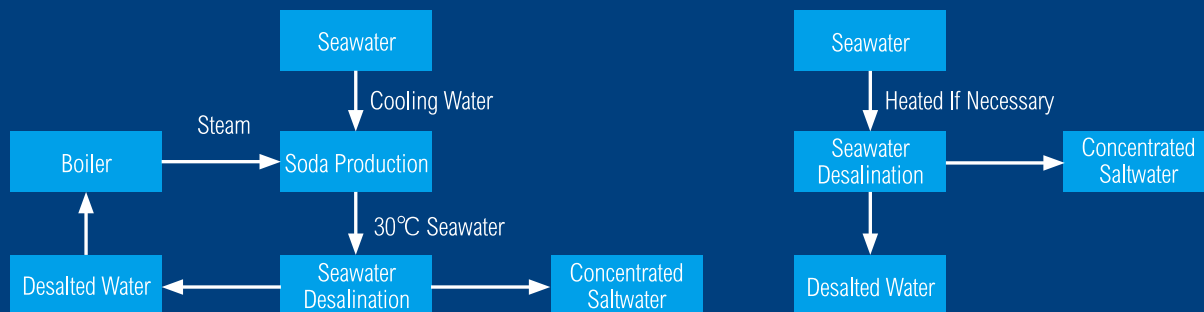 Seawater
Cooling Water
Steam
Boiler
Soda Production
30℃ Seawater
Desalted Water
Seawater
Desalination
Concentrated
Saltwater
Seawater
Heated If Necessary
Seawater
Desalination
Concentrated
Saltwater
Desalted Water